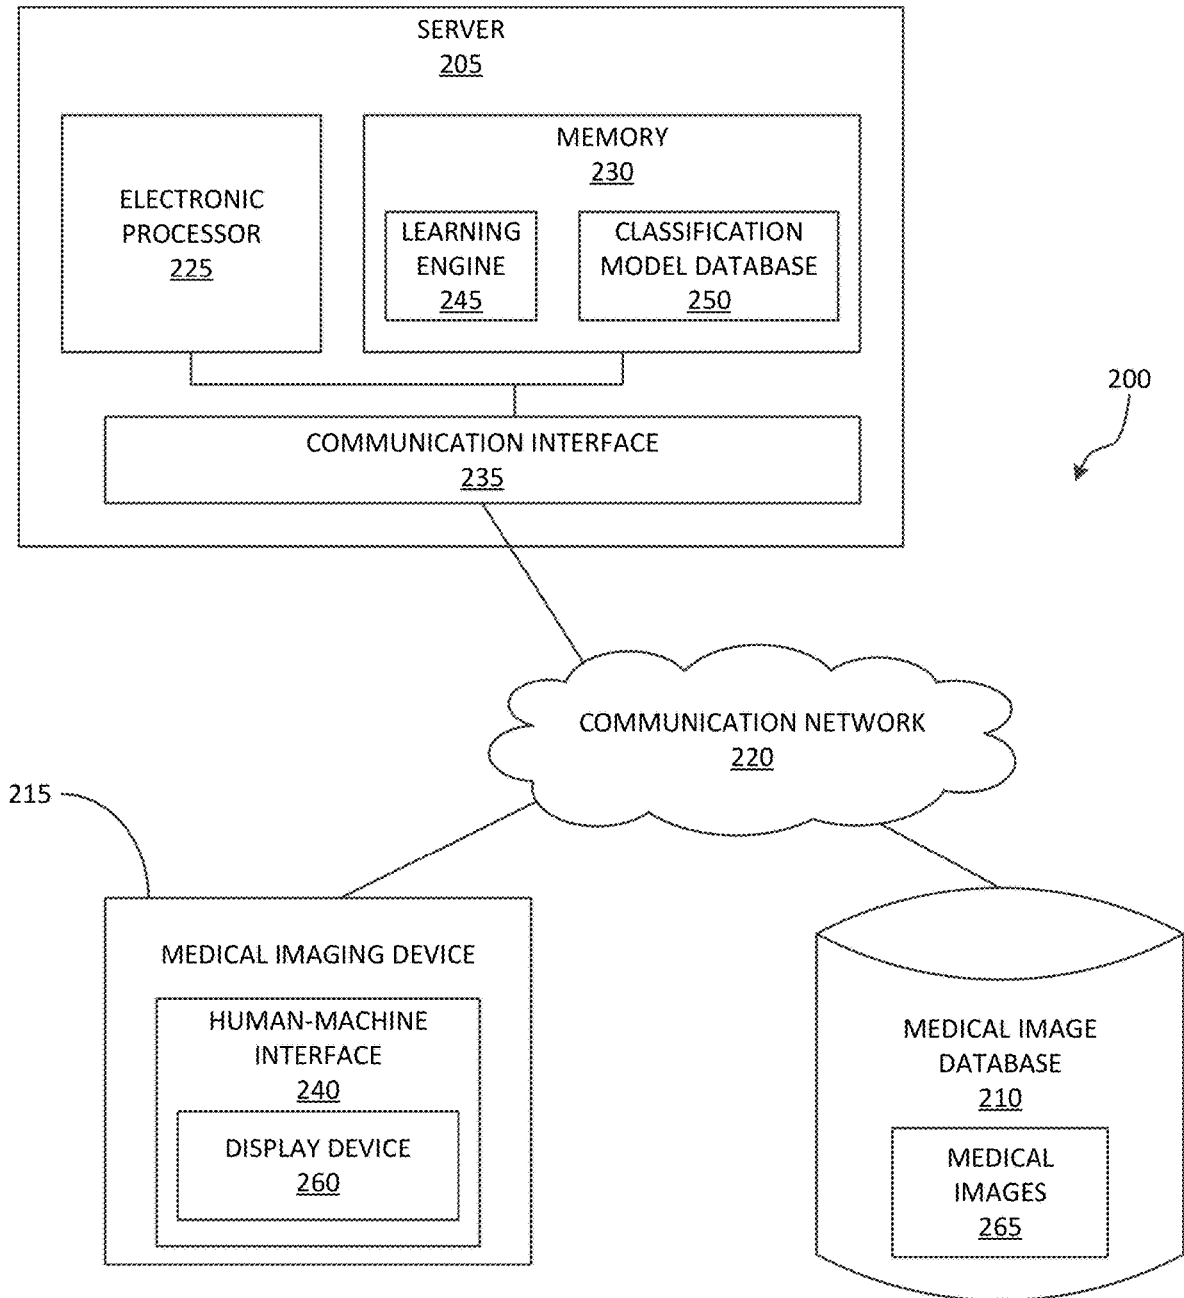 SERVER
205
ELECTRONIC
PROCESSOR
225
MEMORY
230
LEARNING
ENGINE
245
CLASSIFICATION
MODEL DATABASE
250
COMMUNICATION INTERFACE
235
200
COMMUNICATION NETWORK
220
215
MEDICAL IMAGING DEVICE
HUMAN-MACHINE
INTERFACE
240
DISPLAY DEVICE
260
MEDICAL IMAGE
DATABASE
210
MEDICAL
IMAGES
265